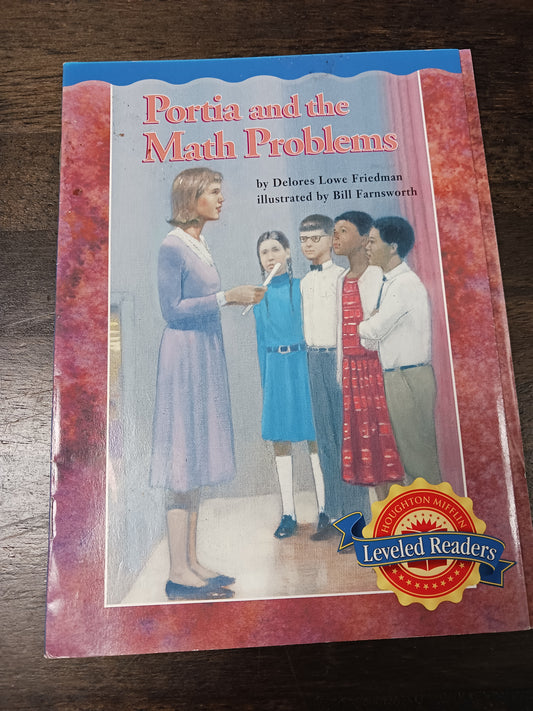 Portia and the
Math Problems
by Delores Lowe Friedman
illustrated by Bill Farnsworth
HOUGHTON MIFFLIN
Leveled Readers